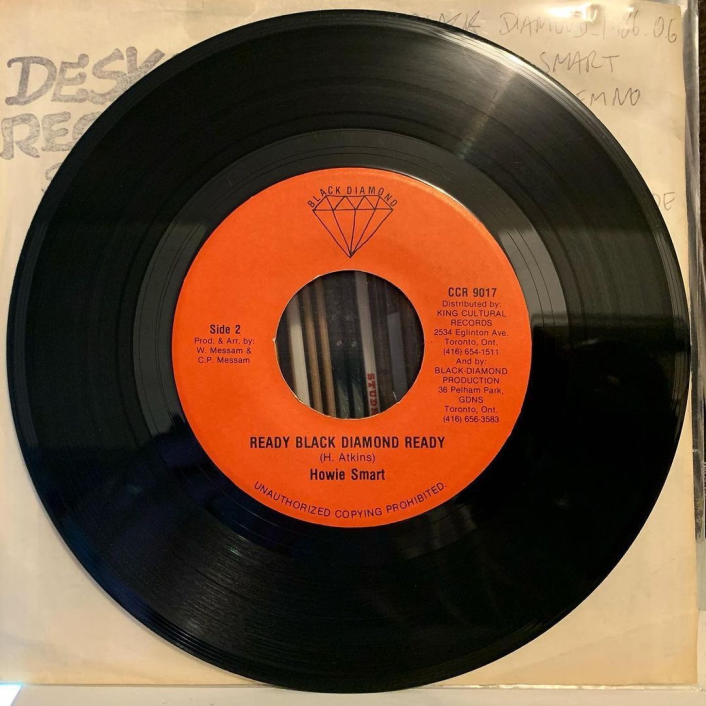 DESK
DIAMOND
SMART
BLACK DIAMOND
Side 2
Prod. & Arr. by:
W. Messam &
C.P. Messam
CCR 9017
Distributed by:
KING CULTURAL
RECORDS
2534 Eglinton Ave.
Toronto, Ont.
(416) 654-1511
And by:
BLACK-DIAMOND
PRODUCTION
36 Pelham Park,
GDNS
Toronto, Ont.
(416) 656-3583
READY BLACK DIAMOND READY
(H. Atkins)
Howie Smart
UNAUTHORIZED COPYING PROHIBITED.